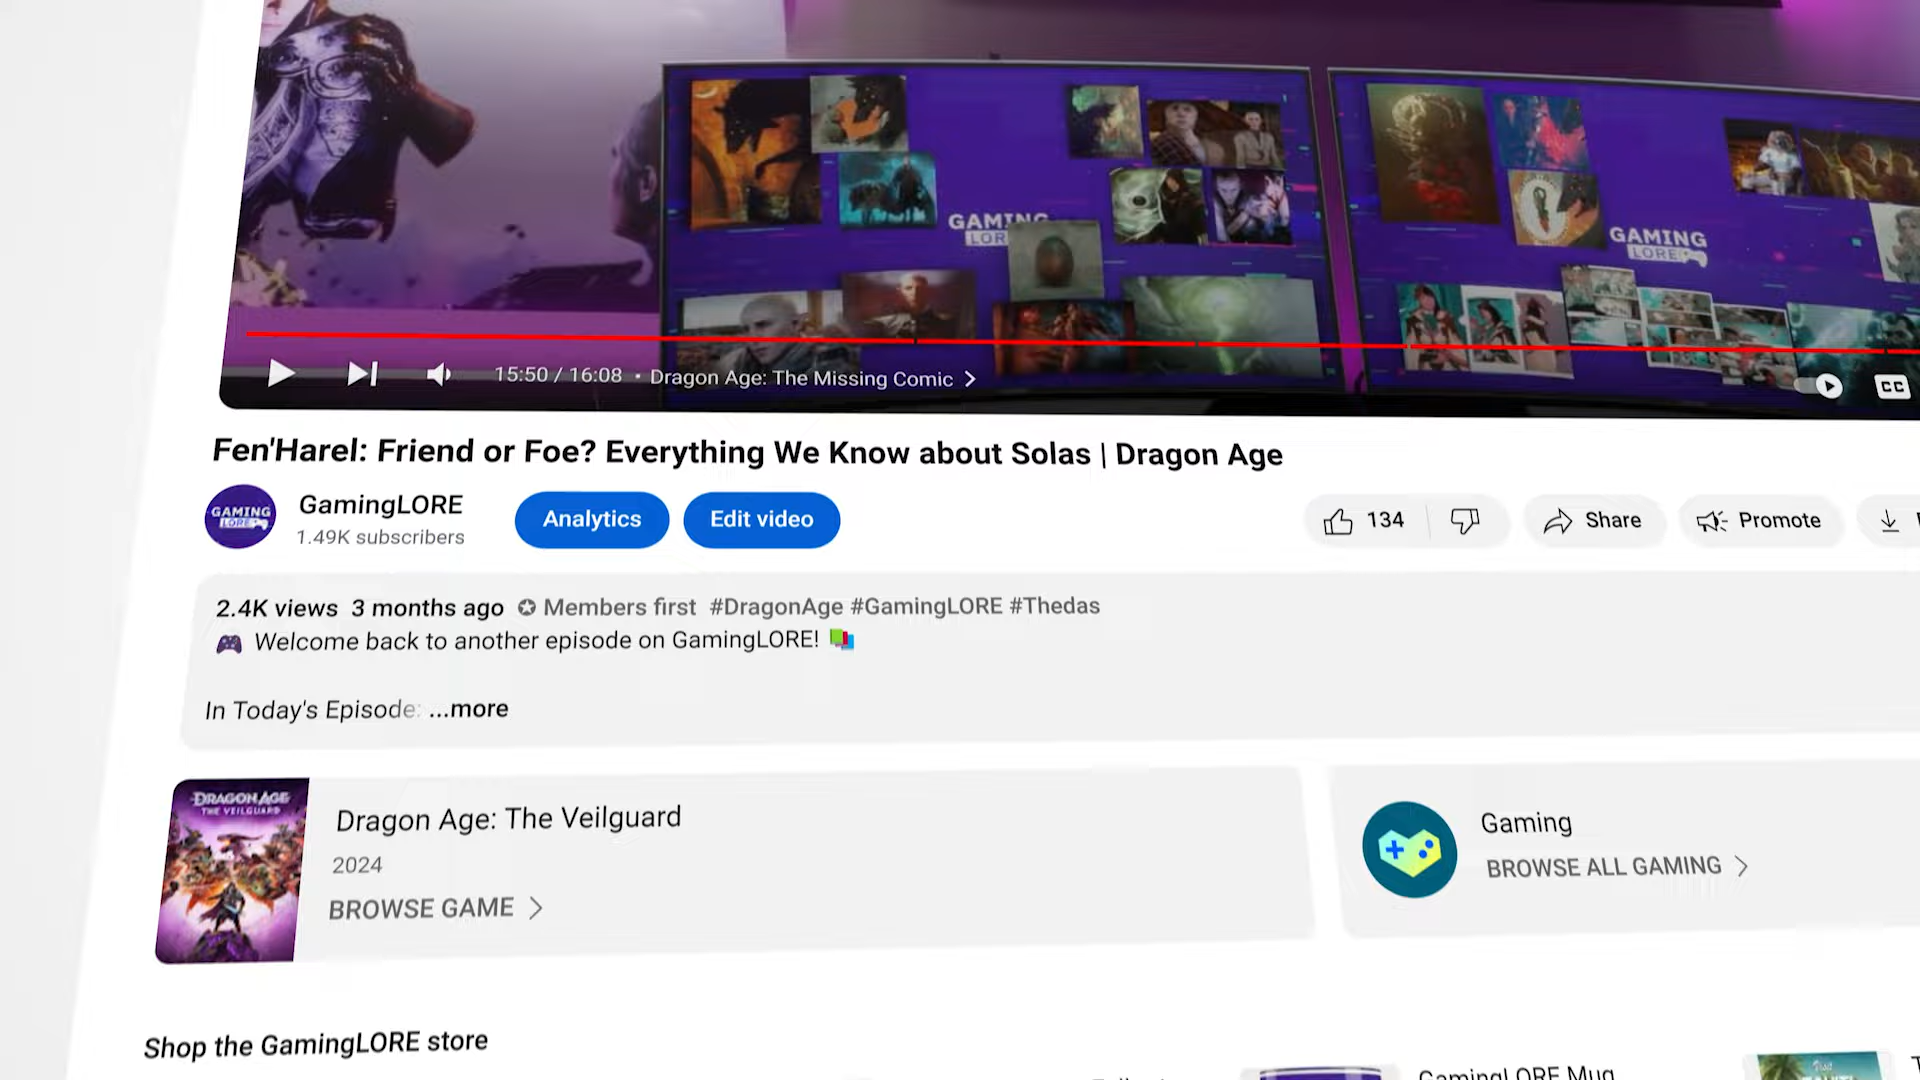 GAMING
LOR
GAMING
LORE
15:50 / 16:08 • Dragon Age: The Missing Comic
CC
Fen'Harel: Friend or Foe? Everything We Know about Solas | Dragon Age
GAMING
LORE
GamingLORE
1.49K subscribers
Analytics
Edit video
134
Share
Promote
2.4K views 3 months ago Members first #DragonAge #GamingLORE #Thedas
Welcome back to another episode on GamingLORE!
In Today's Episode: ...more
DRAGON AGE
THE VEILGUARD
Dragon Age: The Veilguard
2024
BROWSE GAME
Gaming
BROWSE ALL GAMING
Shop the GamingLORE store
GamingLORE Mug